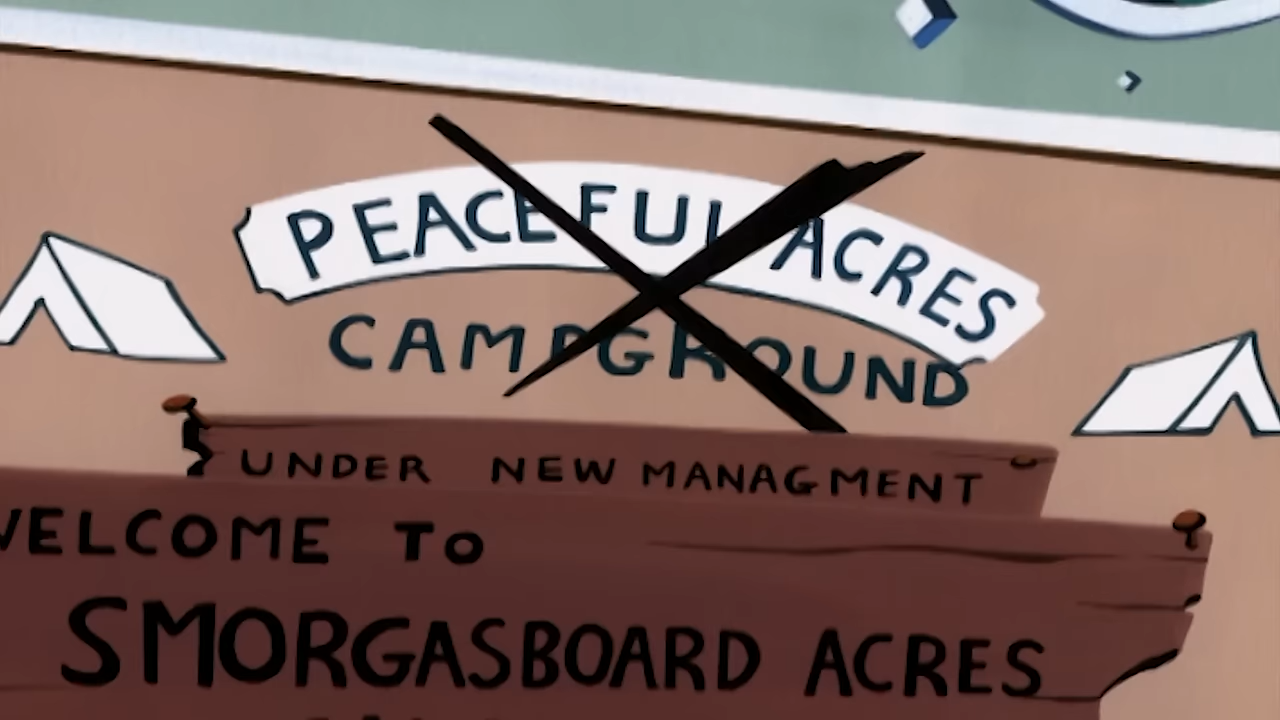 PEACEFUL ACRES
CAMPGROUND
UNDER NEW MANAGMENT
WELCOME TO
SMORGASBOARD ACRES